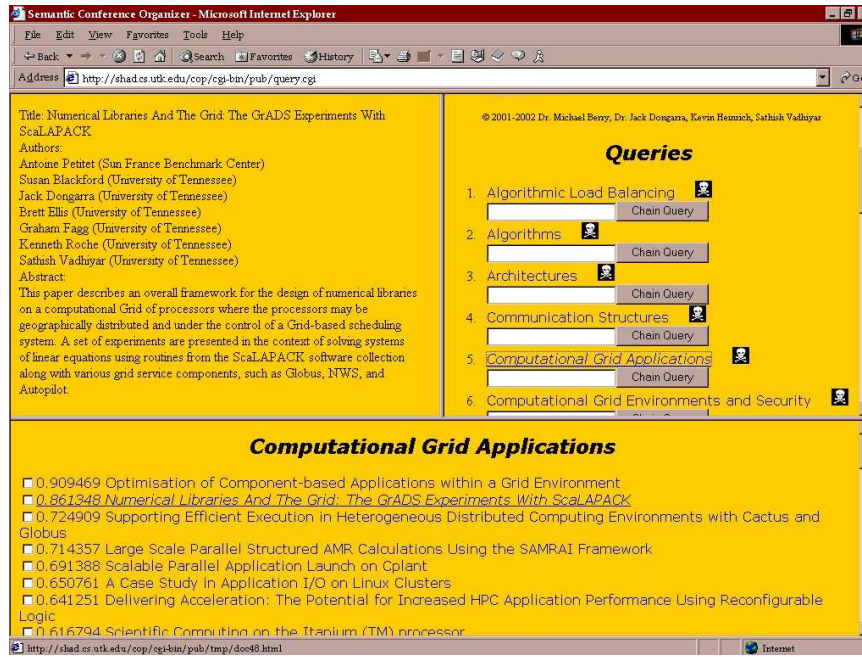 Semantic Conference Organizer - Microsoft Internet Explorer
File Edit View Favorites Tools Help
Back Search Favorites History
Address http://shad.cs.utk.edu/cop/cgi-bin/pub/query.cgi
Title: Numerical Libraries And The Grid: The GrADS Experiments With
ScaLAPACK
Authors:
Antoine Petitet (Sun France Benchmark Center)
Susan Blackford (University of Tennessee)
Jack Dongarra (University of Tennessee)
Brett Ellis (University of Tennessee)
Graham Fagg (University of Tennessee)
Kenneth Roche (University of Tennessee)
Sathish Vadhiyar (University of Tennessee)
Abstract:
This paper describes an overall framework for the design of numerical libraries
on a computational Grid of processors where the processors may be
geographically distributed and under the control of a Grid-based scheduling
system. A set of experiments are presented in the context of solving systems
of linear equations using routines from the ScaLAPACK software collection
along with various grid service components, such as Globus, NWS, and
Autopilot.
© 2001-2002 Dr. Michael Berry, Dr. Jack Dongarra, Kevin Heinrich, Sathish Vadhiyar
Queries
1. Algorithmic Load Balancing
Chain Query
2. Algorithms
Chain Query
3. Architectures
Chain Query
4. Communication Structures
Chain Query
5. Computational Grid Applications
Chain Query
6. Computational Grid Environments and Security
Computational Grid Applications
0.909469 Optimisation of Component-based Applications within a Grid Environment
0.861348 Numerical Libraries And The Grid: The GrADS Experiments With ScaLAPACK
0.724909 Supporting Efficient Execution in Heterogeneous Distributed Computing Environments with Cactus and
Globus
0.714357 Large Scale Parallel Structured AMR Calculations Using the SAMRAI Framework
0.691388 Scalable Parallel Application Launch on Cplant
0.650761 A Case Study in Application I/O on Linux Clusters
0.641251 Delivering Acceleration: The Potential for Increased HPC Application Performance Using Reconfigurable
Logic
0.616794 Scientific Computing on the Itanium (TM) processor
http://shad.cs.utk.edu/cop/cgi-bin/pub/tmp/doc48.html
Internet